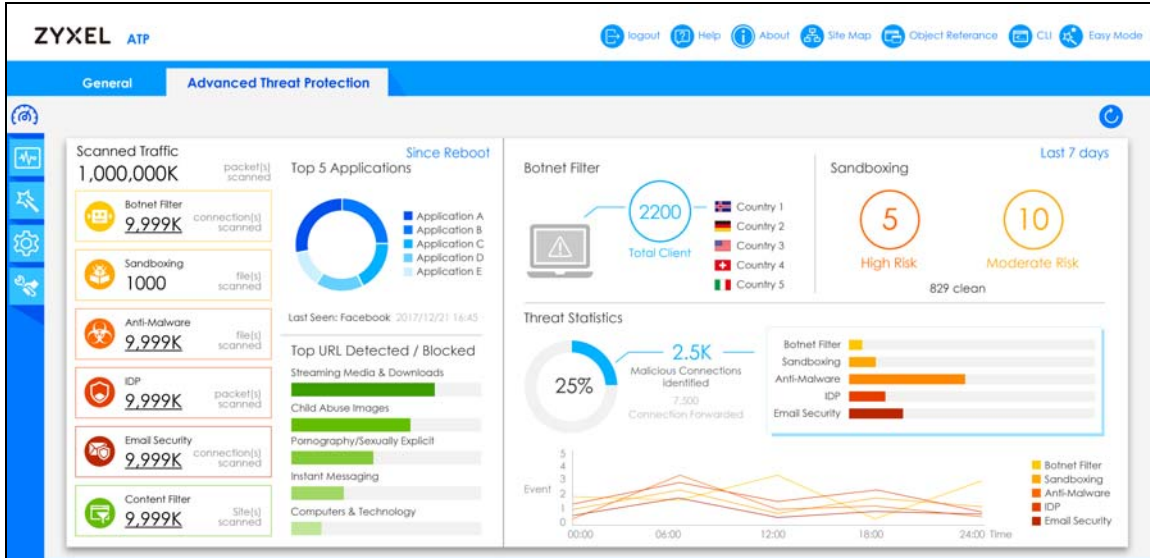 ZYXEL ATP
logout Help About Site Map Object Referance CLI Easy Mode
General Advanced Threat Protection
Scanned Traffic
Since Reboot
1,000,000K packet(s) scanned
Botnet Filter
9,999K connection(s) scanned
Sandboxing
1000 file(s) scanned
Anti-Malware
9,999K file(s) scanned
IDP
9,999K packet(s) scanned
Email Security
9,999K connection(s) scanned
Content Filter
9,999K Site(s) scanned
Top 5 Applications
Application A
Application B
Application C
Application D
Application E
Last Seen: Facebook 2017/12/21 16:45
Top URL Detected / Blocked
Streaming Media & Downloads
Child Abuse Images
Pornography/Sexually Explicit
Instant Messaging
Computers & Technology
Botnet Filter
2200
Total Client
Country 1
Country 2
Country 3
Country 4
Country 5
Last 7 days
Sandboxing
5
High Risk
10
Moderate Risk
829 clean
Threat Statistics
25%
2.5K
Malicious Connections
Identified
7,500
Connection Forwarded
Botnet Filter
Sandboxing
Anti-Malware
IDP
Email Security
Event
5
4
3
2
1
0
00:00 06:00 12:00 18:00 24:00 Time
Botnet Filter
Sandboxing
Anti-Malware
IDP
Email Security